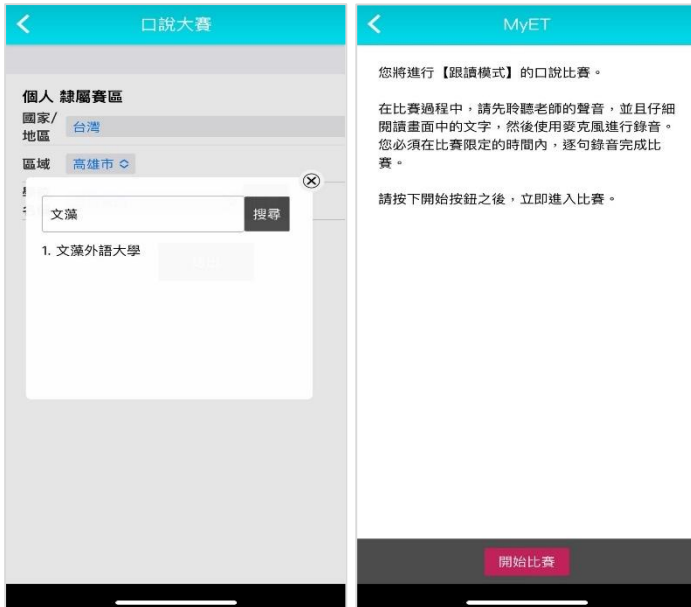 口說大賽
個人 隸屬賽區
國家/
地區
台灣
區域
高雄市
文藻
搜尋
1. 文藻外語大學
MyET
您將進行【跟讀模式】的口說比賽。
在比賽過程中，請先聆聽老師的聲音，並且仔細
閱讀畫面中的文字，然後使用麥克風進行錄音。
您必須在比賽限定的時間內，逐句錄音完成比
賽。
請按下開始按鈕之後，立即進入比賽。
開始比賽